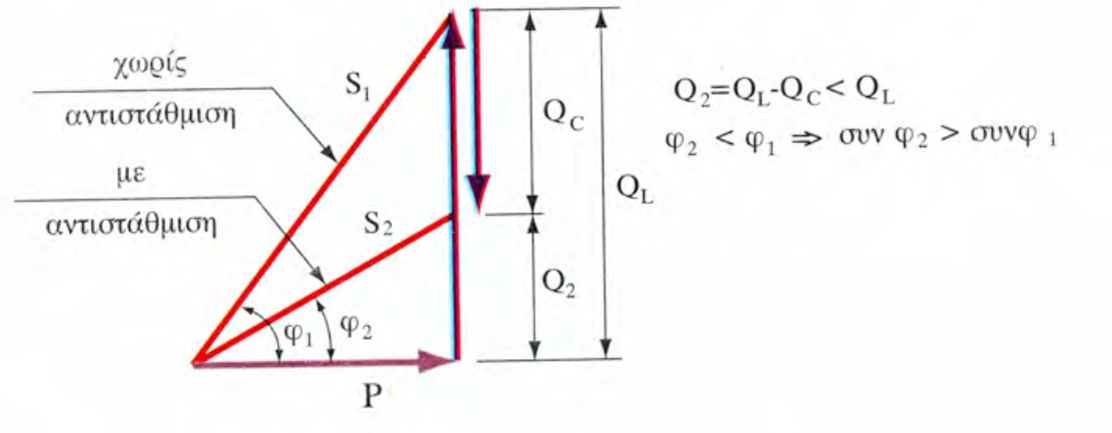 χωρίς
αντιστάθμιση
με
αντιστάθμιση
S1
S2
φ1
φ2
P
QC
Q2
QL
Q2=QL-QC< QL
φ2 < φ1 ⇒ συν φ2 > συνφ 1